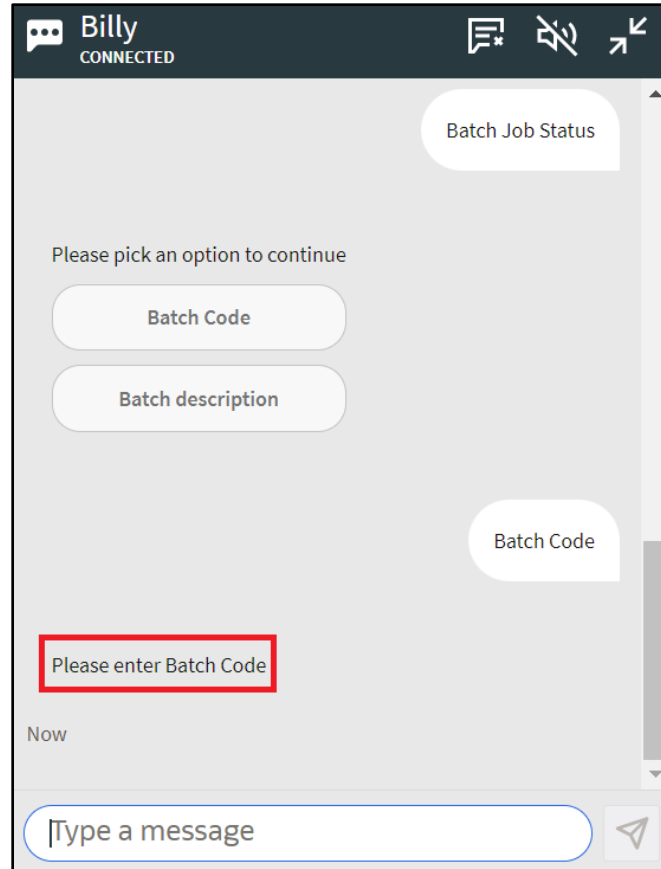 Billy
CONNECTED
Batch Job Status
Please pick an option to continue
Batch Code
Batch description
Batch Code
Please enter Batch Code
Now
Type a message